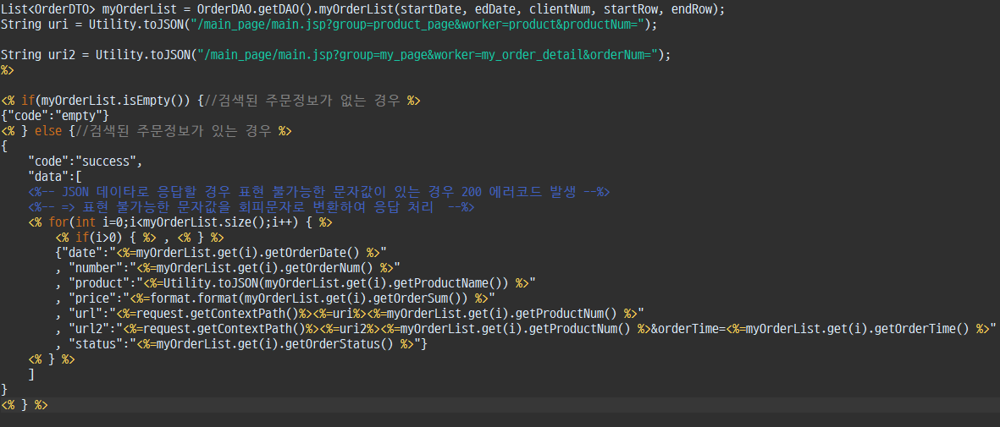 List<OrderDTO> myOrderList = OrderDAO.getDAO().myOrderList(startDate, edDate, clientNum, startRow, endRow);
String uri = Utility.toJSON("/main_page/main.jsp?group=product_page&worker=product&productNum=");
String uri2 = Utility.toJSON("/main_page/main.jsp?group=my_page&worker=my_order_detail&orderNum=");
%>
<% if(myOrderList.isEmpty()) {//검색된 주문정보가 없는 경우 %>
{"code":"empty"}
<% } else {//검색된 주문정보가 있는 경우 %>
{
"code":"success",
"data":[
<%-- JSON 데이타로 응답할 경우 표현 불가능한 문자값이 있는 경우 200 에러코드 발생 --%>
<%-- => 표현 불가능한 문자값을 회피문자로 변환하여 응답 처리  --%>
<% for(int i=0;i<myOrderList.size();i++) { %>
<% if(i>0) { %> , <% } %>
{"date":"<%=myOrderList.get(i).getOrderDate() %>"
, "number":"<%=myOrderList.get(i).getOrderNum() %>"
, "product":"<%=Utility.toJSON(myOrderList.get(i).getProductName()) %>"
, "price":"<%=format.format(myOrderList.get(i).getOrderSum()) %>"
, "url":"<%=request.getContextPath()%><%=uri%><%=myOrderList.get(i).getProductNum() %>"
, "url2":"<%=request.getContextPath()%><%=uri2%><%=myOrderList.get(i).getProductNum() %>&orderTime=<%=myOrderList.get(i).getOrderTime() %>"
, "status":"<%=myOrderList.get(i).getOrderStatus() %>"}
<% } %>
]
}
<% } %>